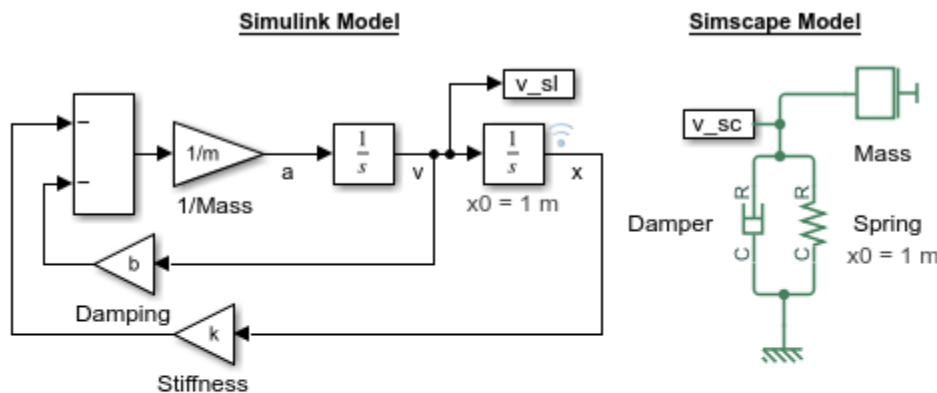 Simulink Model
Simscape Model
v_sl
−
−
1/m
1/Mass
a
1
s
v
1
s
x0 = 1 m
x
b
Damping
k
Stiffness
v_sc
Mass
Damper
R
C
R
C
Spring
x0 = 1 m